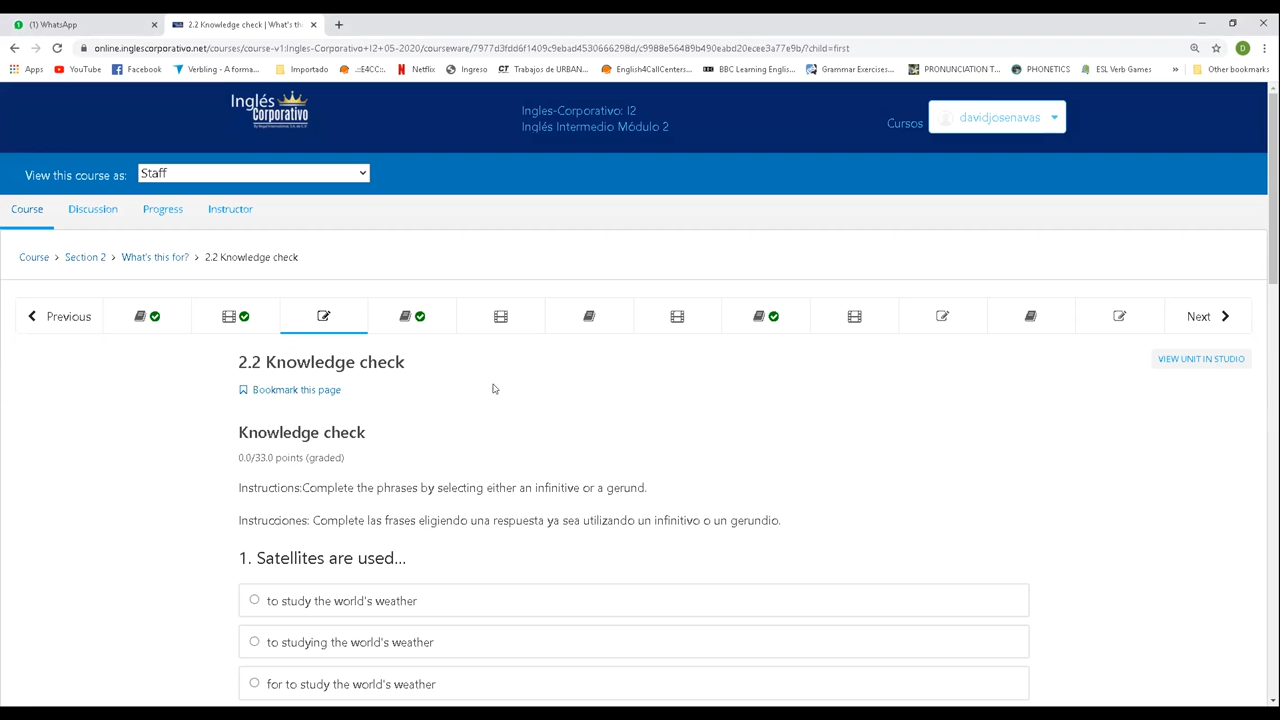 (1) WhatsApp
2.2 Knowledge check | What's th
online.inglescorporativo.net/courses/course-v1:Ingles-Corporativo+I2+05-2020/courseware/7977d3fdd6f1409c9ebad4530666298d/c9988e56489b490eabd20ecee3a77e9b/?child=first
D
Apps YouTube Facebook Verbling - A forma... Importado .::E4CC::. Netflix Ingreso Trabajos de URBAN... English4CallCenters... BBC Learning Englis... Grammar Exercises... PRONUNCIATION T... PHONETICS ESL Verb Games » Other bookmarks
Inglés
Corporativo
Ingles-Corporativo: I2
Inglés Intermedio Módulo 2
Cursos
davidjosenavas
View this course as: Staff
Course Discussion Progress Instructor
Course > Section 2 > What's this for? > 2.2 Knowledge check
Previous
Next
2.2 Knowledge check
VIEW UNIT IN STUDIO
Bookmark this page
Knowledge check
0.0/33.0 points (graded)
Instructions:Complete the phrases by selecting either an infinitive or a gerund.
Instrucciones: Complete las frases eligiendo una respuesta ya sea utilizando un infinitivo o un gerundio.
1. Satellites are used...
to study the world's weather
to studying the world's weather
for to study the world's weather